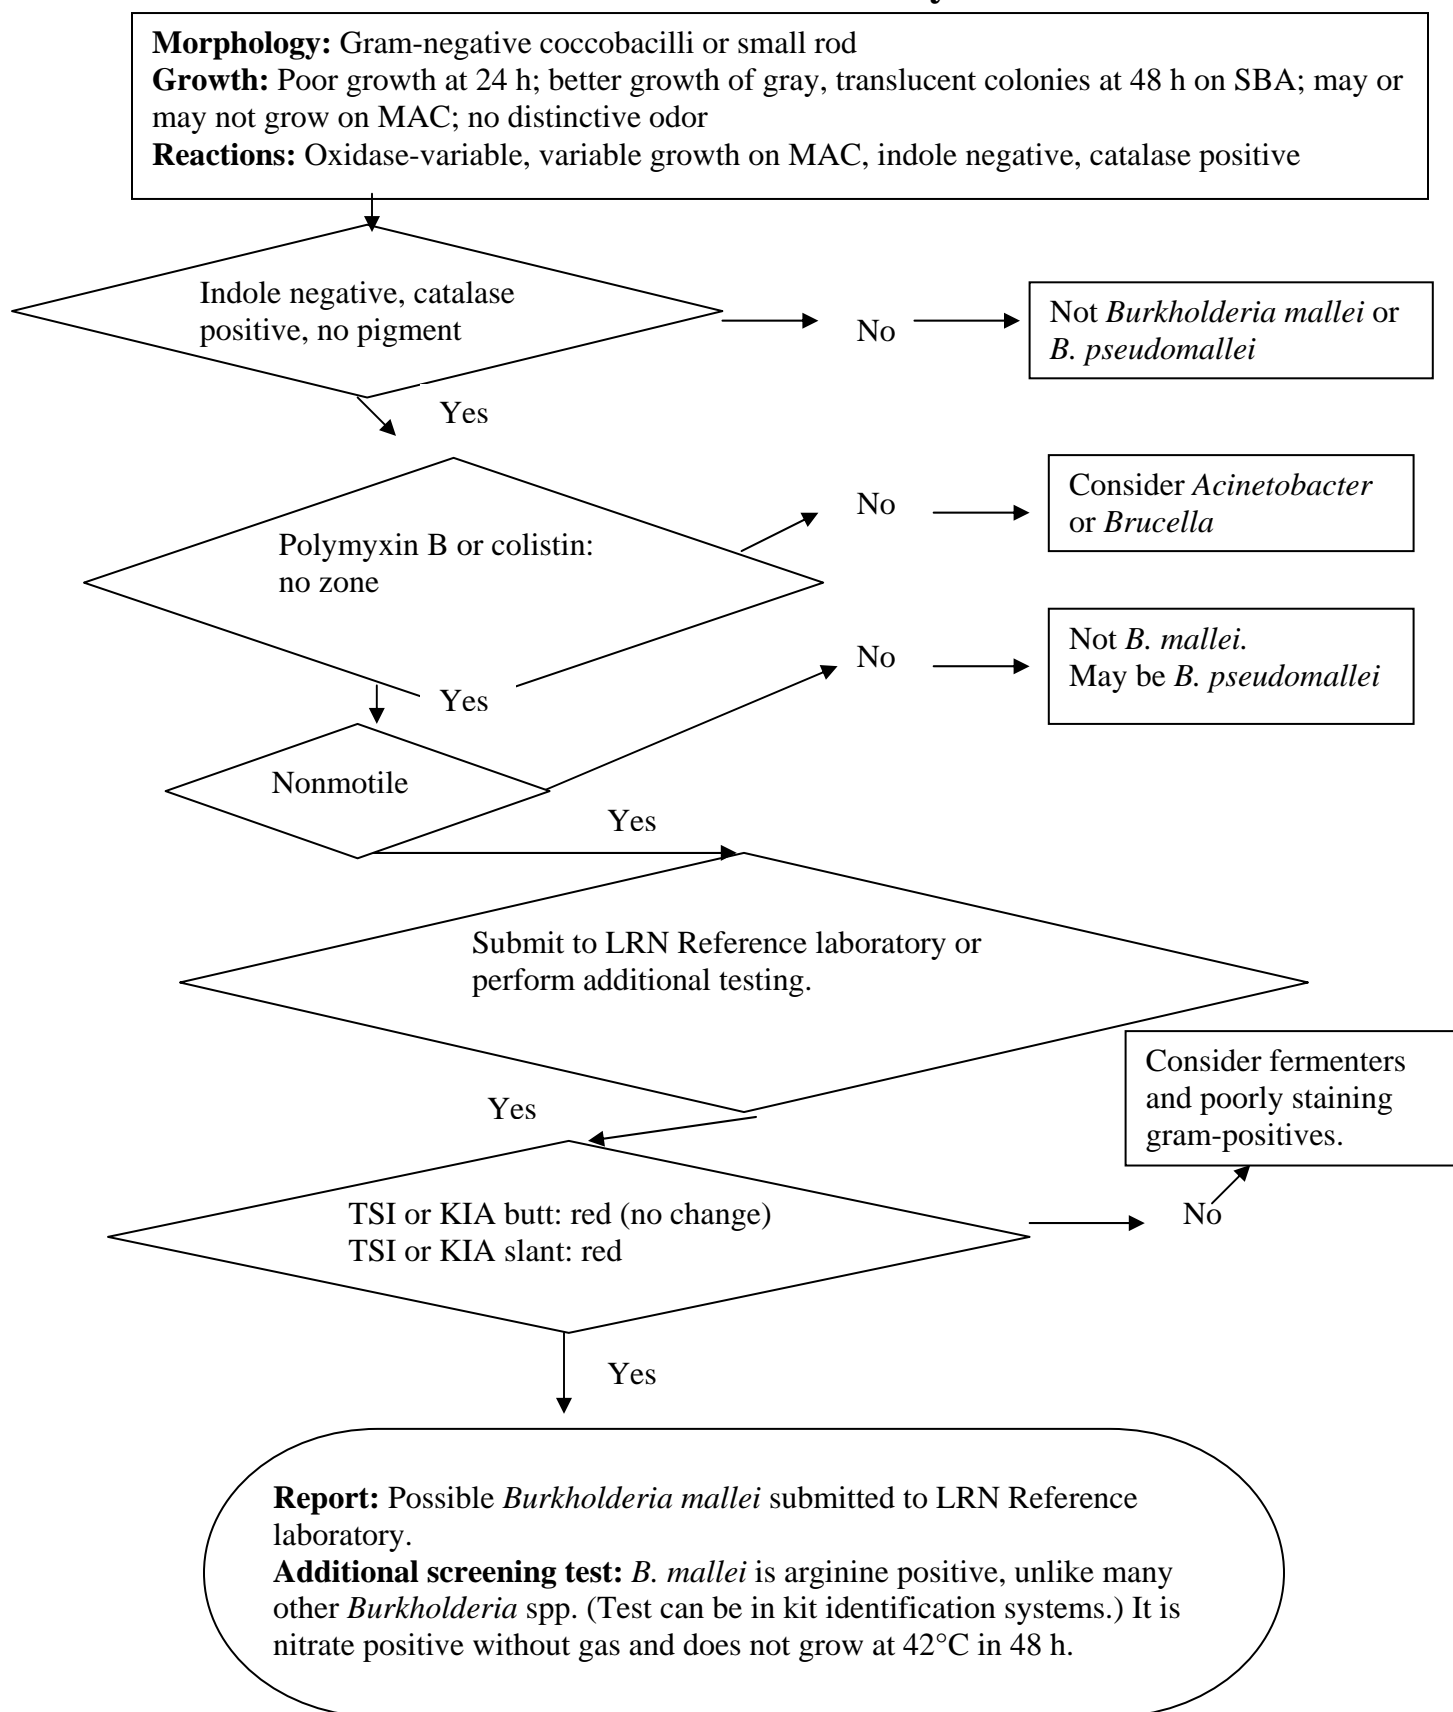 Morphology: Gram-negative coccobacilli or small rod
Growth: Poor growth at 24 h; better growth of gray, translucent colonies at 48 h on SBA; may or
may not grow on MAC; no distinctive odor
Reactions: Oxidase-variable, variable growth on MAC, indole negative, catalase positive
Indole negative, catalase
positive, no pigment
No
Not Burkholderia mallei or
B. pseudomallei
Yes
Polymyxin B or colistin:
no zone
No
Consider Acinetobacter
or Brucella
Yes
No
Not B. mallei.
May be B. pseudomallei
Nonmotile
Yes
Submit to LRN Reference laboratory or
perform additional testing.
Yes
Consider fermenters
and poorly staining
gram-positives.
TSI or KIA butt: red (no change)
TSI or KIA slant: red
No
Yes
Report: Possible Burkholderia mallei submitted to LRN Reference
laboratory.
Additional screening test: B. mallei is arginine positive, unlike many
other Burkholderia spp. (Test can be in kit identification systems.) It is
nitrate positive without gas and does not grow at 42°C in 48 h.